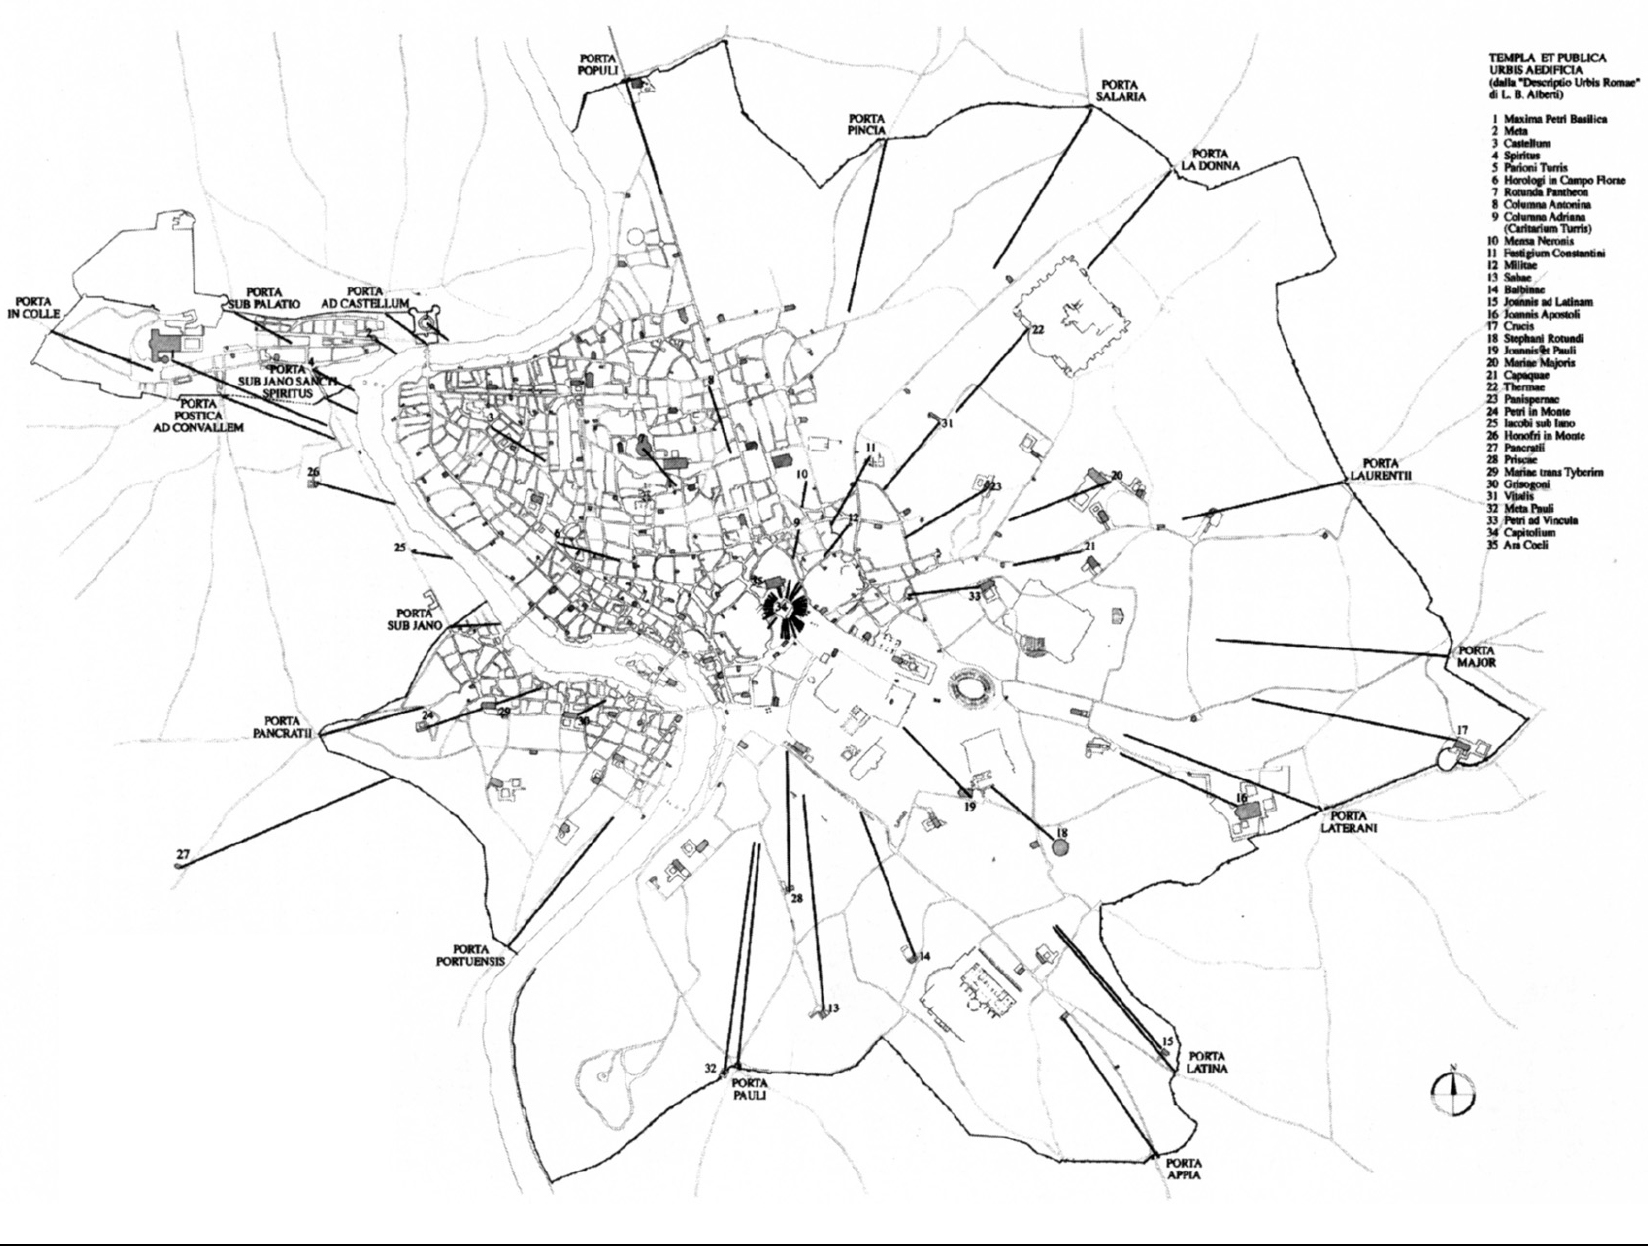 PORTA
POPULI
PORTA
SALARIA
PORTA
PINCIA
PORTA
LA DONNA
TEMPLA ET PUBLICA
URBIS AEDIFICIA
(dalla "Descriptio Urbis Romae"
di L. B. Alberti)
1 Maxima Petri Basilica
2 Meta
3 Castellum
4 Spiritus
5 Parioni Turris
6 Horologi in Campo Florae
7 Rotunda Pantheon
8 Columna Antonina
9 Columna Adriana
(Caritarium Turris)
10 Mensa Neronis
11 Fastigium Constantini
12 Militae
13 Sabae
14 Balbinae
15 Joannis ad Latinam
16 Joannis Apostoli
17 Crucis
18 Stephani Rotundi
19 Joannis et Pauli
20 Mariae Majoris
21 Capaquae
22 Thermae
23 Panispernae
24 Petri in Monte
25 Iacobi sub Iano
26 Honofri in Monte
27 Pancratii
28 Priscae
29 Mariae trans Tyberim
30 Grisogoni
31 Vitalis
32 Meta Pauli
33 Petri ad Vincula
34 Capitolium
35 Ara Coeli
PORTA
IN COLLE
PORTA
SUB PALATIO
PORTA
AD CASTELLUM
2
4
PORTA
SUB JANO SANCTI
SPIRITUS
PORTA
POSTICA
AD CONVALLEM
22
8
31
11
10
26
23
20
PORTA
LAURENTII
12
9
6
25
21
35
34
33
PORTA
SUB JANO
PORTA
MAJOR
24
29
30
PORTA
PANCRATII
17
16
19
PORTA
LATERANI
18
27
28
14
PORTA
PORTUENSIS
13
15
PORTA
LATINA
32
PORTA
PAULI
N
PORTA
APPIA